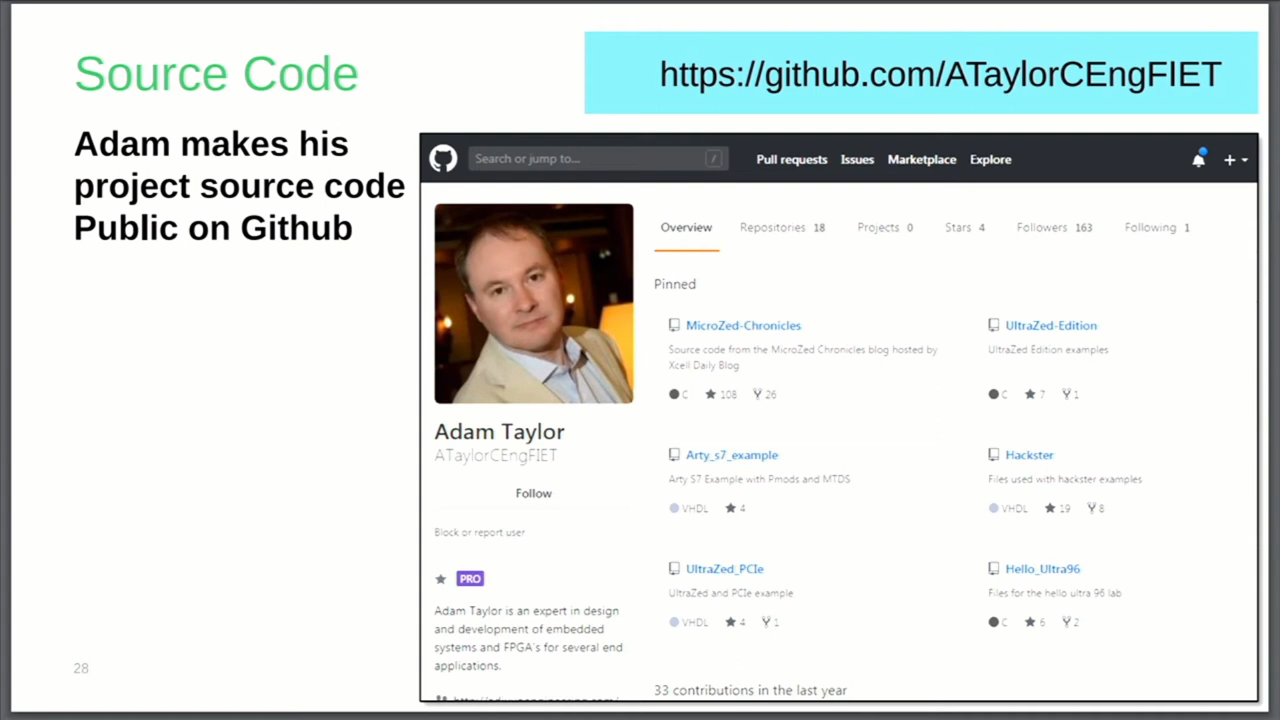 Source Code
https://github.com/ATaylorCEngFIET
Adam makes his
project source code
Public on Github
Search or jump to...
/
Pull requests Issues Marketplace Explore
Overview Repositories 18 Projects 0 Stars 4 Followers 163 Following 1
Pinned
MicroZed-Chronicles
Source code from the MicroZed Chronicles blog hosted by
Xcell Daily Blog
C 108 26
UltraZed-Edition
UltraZed Edition examples
C 7 1
Arty_s7_example
Arty S7 Example with Pmods and MTDS
VHDL 4
Hackster
Files used with hackster examples
VHDL 19 8
UltraZed_PCIe
UltraZed and PCIe example
VHDL 4 1
Hello_Ultra96
Files for the hello ultra 96 lab
C 6 2
33 contributions in the last year
Adam Taylor
ATaylorCEngFIET
Follow
Block or report user
PRO
Adam Taylor is an expert in design
and development of embedded
systems and FPGA's for several end
applications.
28